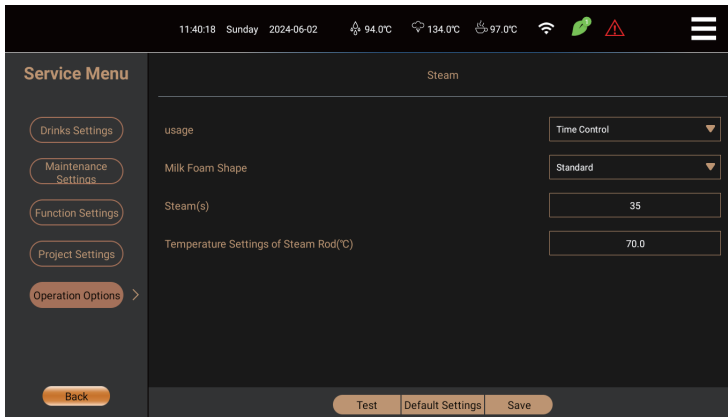 11:40:18 Sunday 2024-06-02 94.0℃ 134.0℃ 97.0℃
Service Menu
Steam
Drinks Settings
usage
Time Control
Maintenance
Settings
Milk Foam Shape
Standard
Function Settings
Steam(s)
35
Project Settings
Temperature Settings of Steam Rod(℃)
70.0
Operation Options
Back
Test
Default Settings
Save